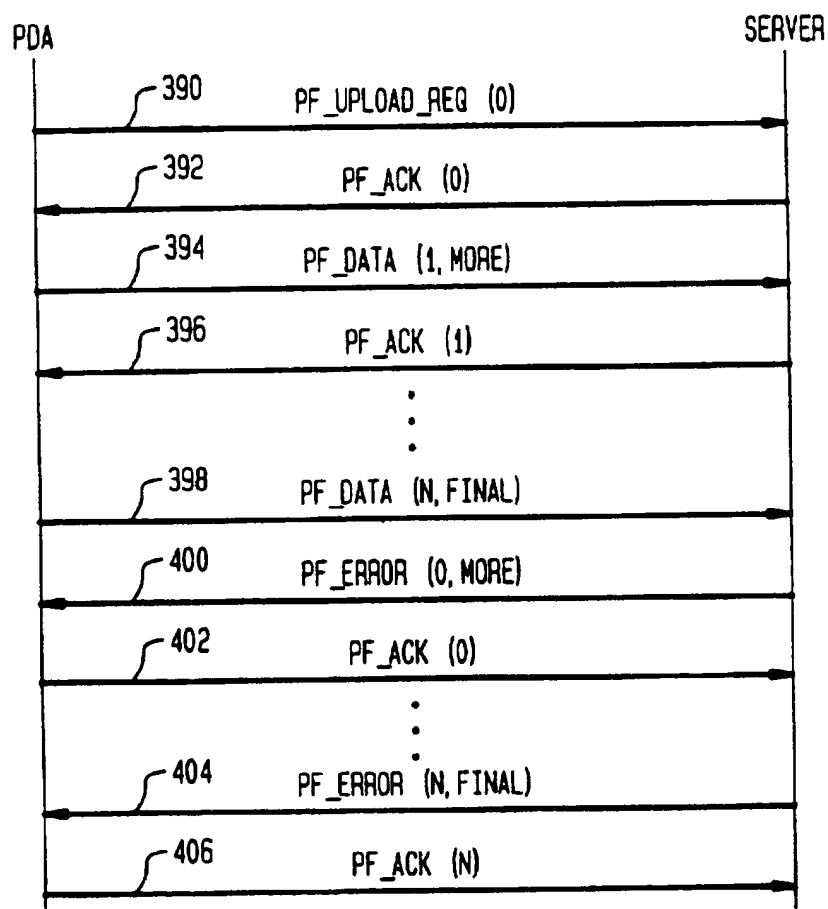 PDA
SERVER
390
PF_UPLOAD_REQ (0)
392
PF_ACK (0)
394
PF_DATA (1, MORE)
396
PF_ACK (1)
398
PF_DATA (N, FINAL)
400
PF_ERROR (0, MORE)
402
PF_ACK (0)
404
PF_ERROR (N, FINAL)
406
PF_ACK (N)